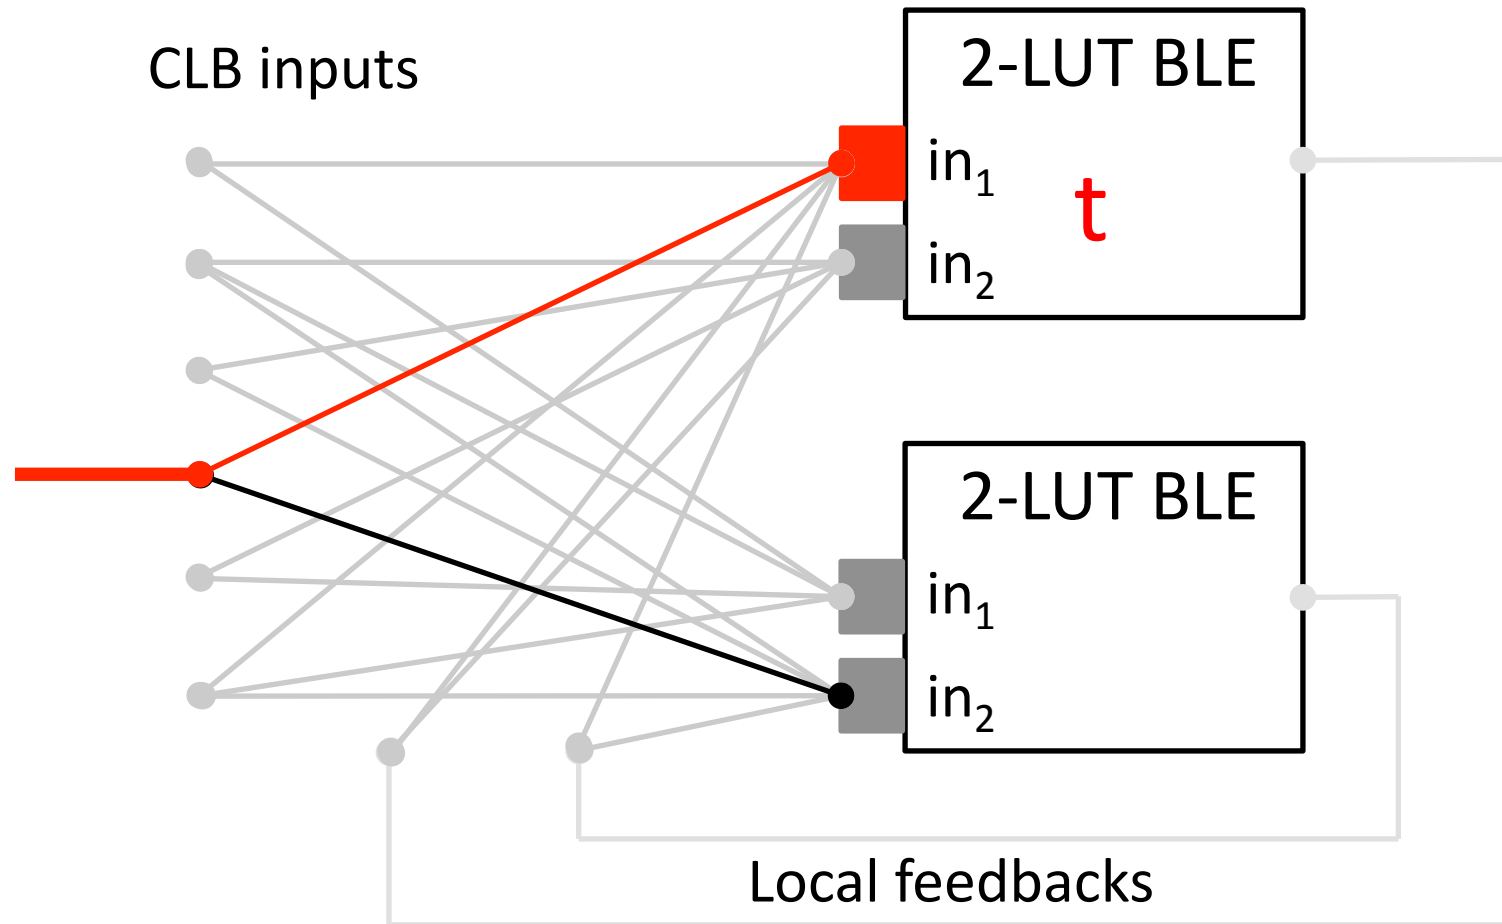 CLB inputs
2-LUT BLE
in₁
t
in₂
2-LUT BLE
in₁
in₂
Local feedbacks